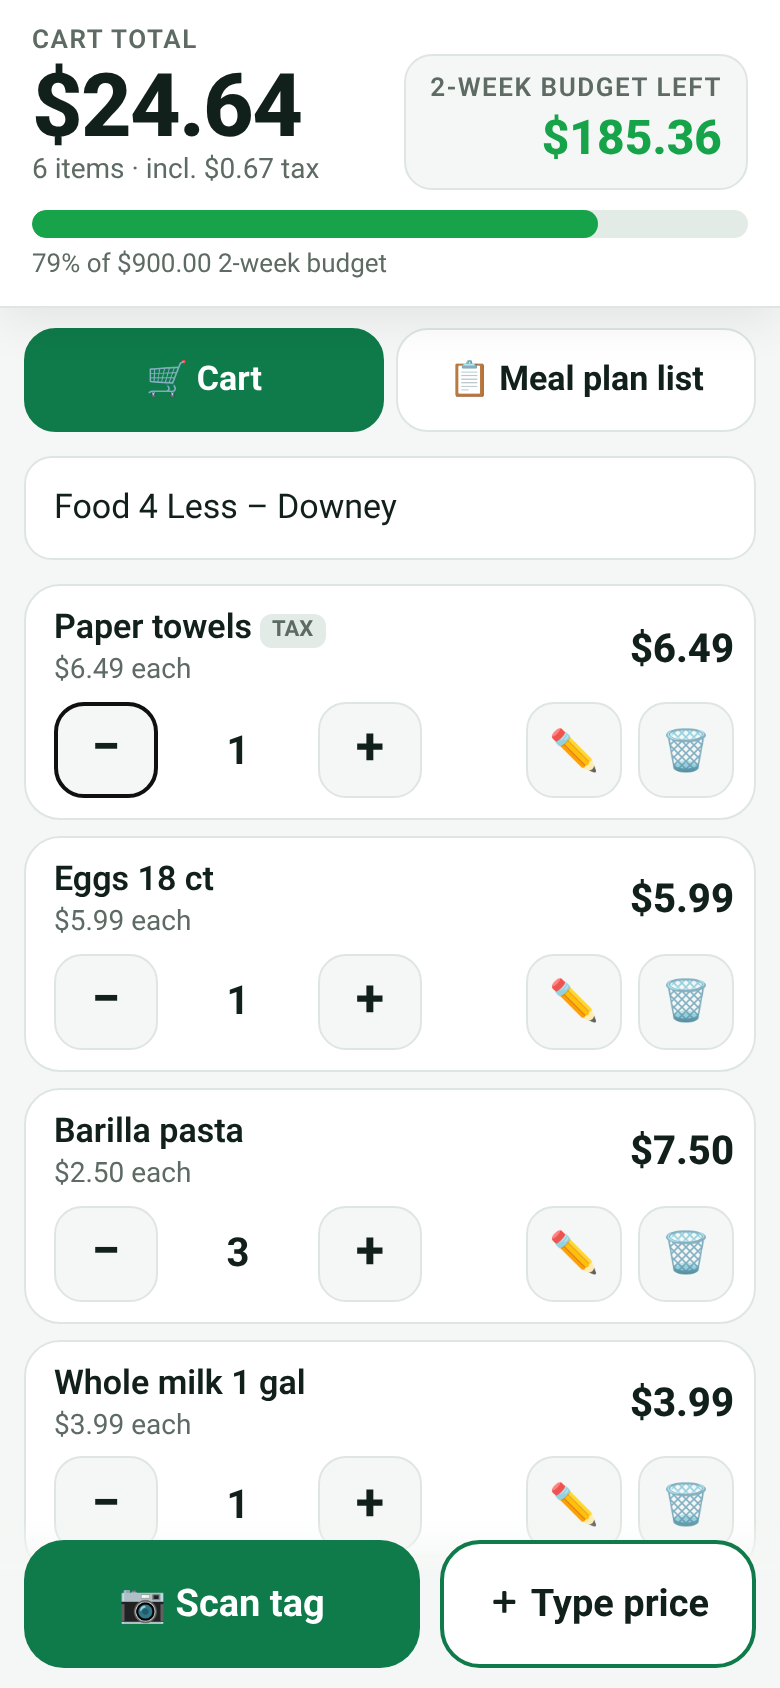 CART TOTAL
$24.64
6 items · incl. $0.67 tax
2-WEEK BUDGET LEFT
$185.36
79% of $900.00 2-week budget
Cart
Meal plan list
Food 4 Less – Downey
Paper towels TAX
$6.49 each
$6.49
− 1 +
Eggs 18 ct
$5.99 each
$5.99
− 1 +
Barilla pasta
$2.50 each
$7.50
− 3 +
Whole milk 1 gal
$3.99 each
$3.99
− 1 +
Scan tag
+ Type price